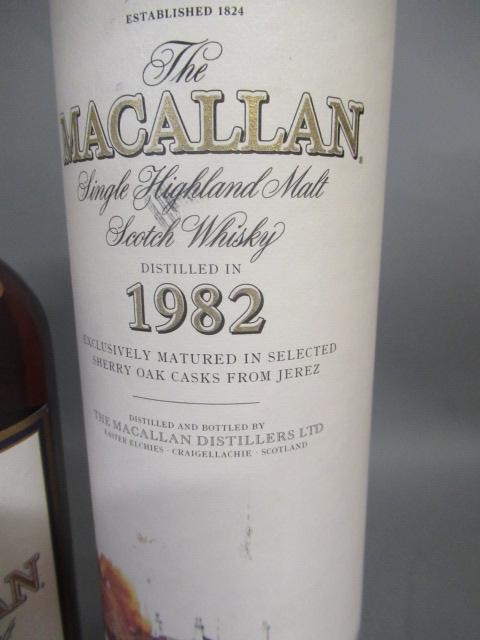 ESTABLISHED 1824
The
MACALLAN.
Single Highland Malt
Scotch Whisky
DISTILLED IN
1982
EXCLUSIVELY MATURED IN SELECTED
SHERRY OAK CASKS FROM JEREZ
DISTILLED AND BOTTLED BY
THE MACALLAN DISTILLERS LTD
EASTER ELCHIES · CRAIGELLACHIE · SCOTLAND
AN.